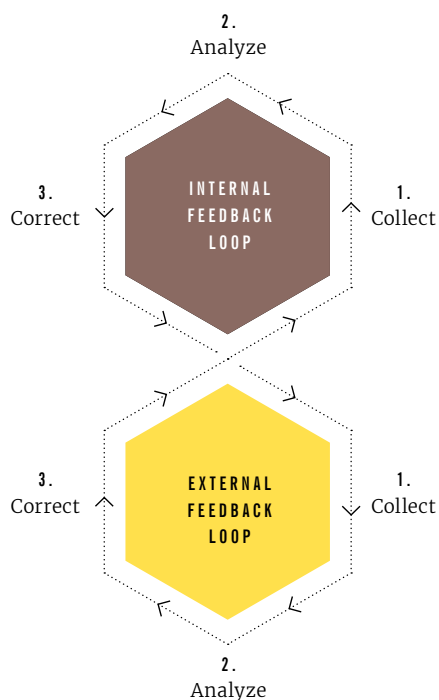 2.
Analyze
INTERNAL
FEEDBACK
LOOP
3.
Correct
1.
Collect
EXTERNAL
FEEDBACK
LOOP
3.
Correct
1.
Collect
2.
Analyze